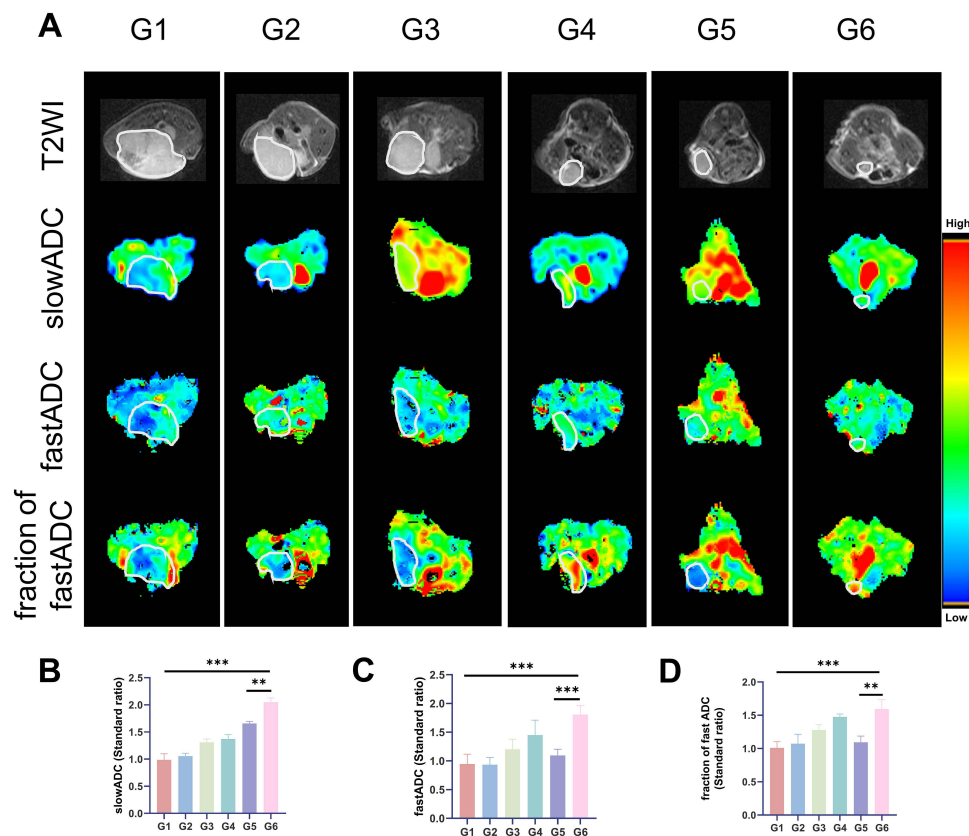 A G1 G2 G3 G4 G5 G6
T2WI
slowADC
High
fastADC
fraction of
fastADC
Low
B
slowADC (Standard ratio)
2.5
2.0
1.5
1.0
0.5
0.0
***
**
G1 G2 G3 G4 G5 G6
C
fastADC (Standard ratio)
2.5
2.0
1.5
1.0
0.5
0.0
***
***
G1 G2 G3 G4 G5 G6
D
fraction of fast ADC
(Standard ratio)
2.0
1.5
1.0
0.5
0.0
***
**
G1 G2 G3 G4 G5 G6